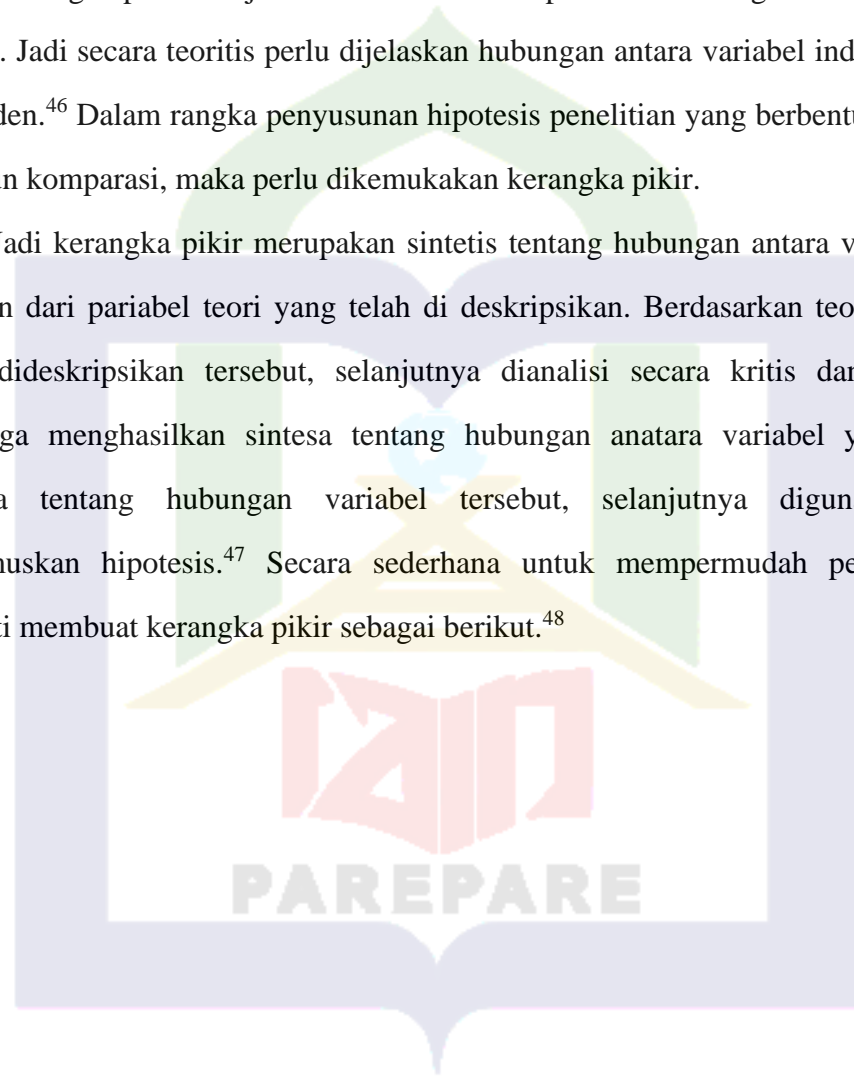 . Jadi secara teoritis perlu dijelaskan hubungan antara variabel ind
den.46 Dalam rangka penyusunan hipotesis penelitian yang berbentu
un komparasi, maka perlu dikemukakan kerangka pikir.
Jadi kerangka pikir merupakan sintetis tentang hubungan antara v
n dari pariabel teori yang telah di deskripsikan. Berdasarkan teo
dideskripsikan tersebut, selanjutnya dianalisi secara kritis dan
ga menghasilkan sintesa tentang hubungan anatara variabel y
a tentang hubungan variabel tersebut, selanjutnya digun
nuskan hipotesis.47 Secara sederhana untuk mempermudah pe
ti membuat kerangka pikir sebagai berikut.48
PAREPARE